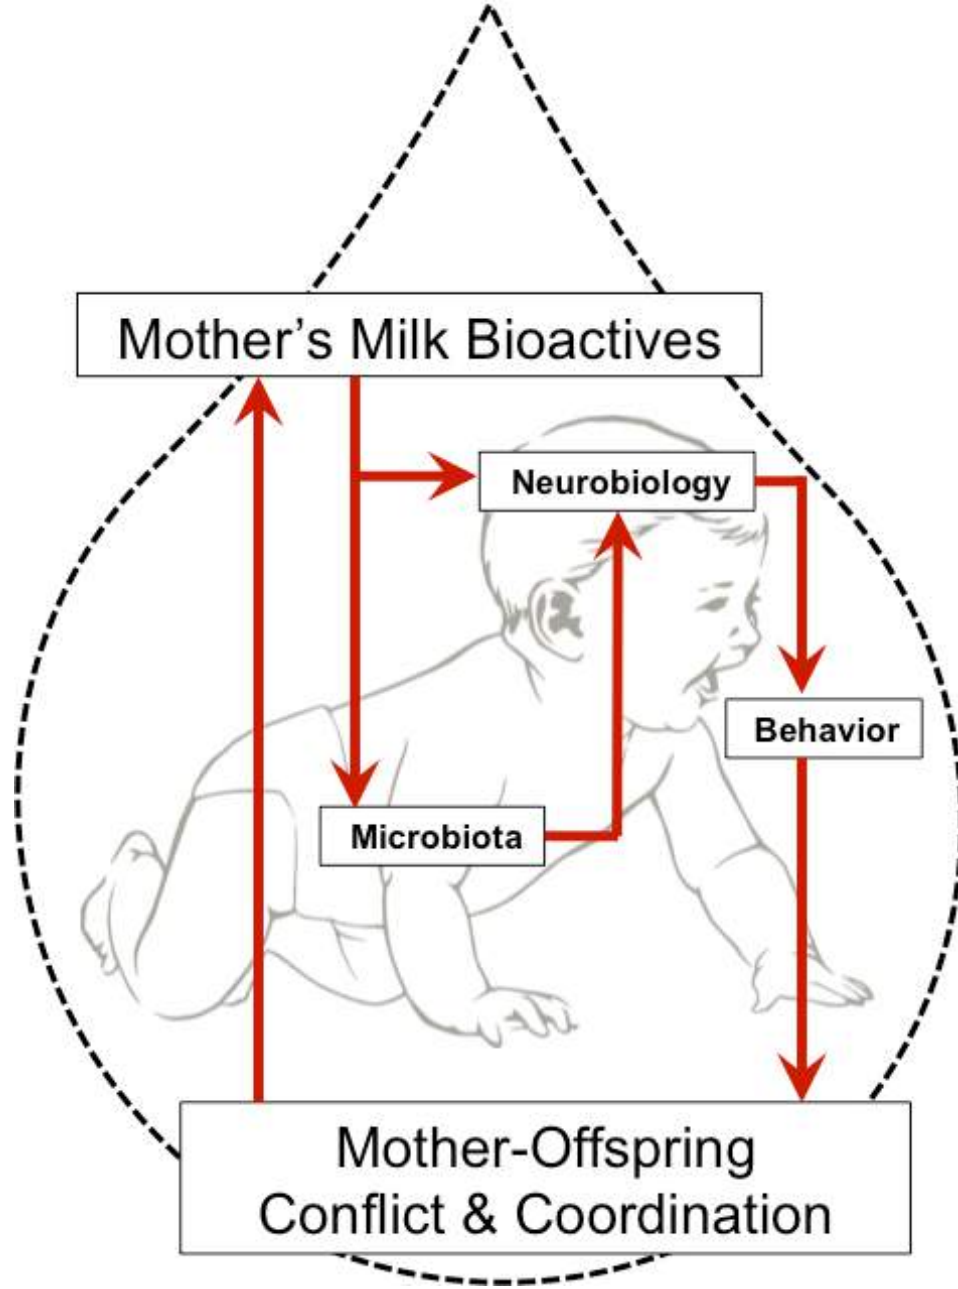 Mother’s Milk Bioactives
Neurobiology
Behavior
Microbiota
Mother-Offspring
Conflict & Coordination